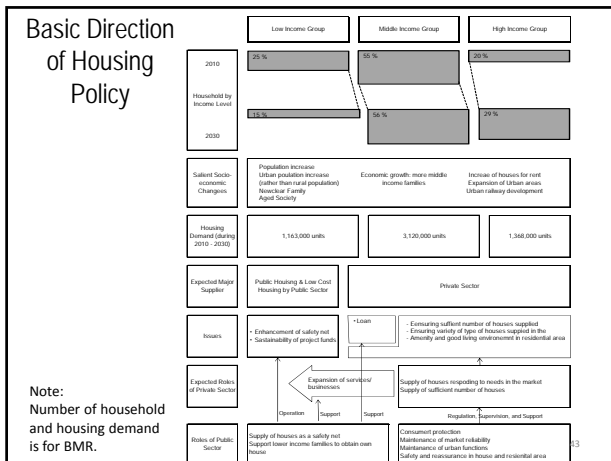 Basic Direction
of Housing
Policy
Low Income Group
Middle Income Group
High Income Group
2010
Household by
Income Level
2030
25 %
55 %
20 %
15 %
56 %
29 %
Salient Socio-
economic
Changees
Population increase
Urban poulation increase
(rather than rural population)
Newclear Family
Aged Society
Economic growth: more middle
income families
Increae of houses for rent
Expansion of Urban areas
Urban railway development
Housing
Demand (during
2010 - 2030)
1,163,000 units
3,120,000 units
1,368,000 units
Expected Major
Supplier
Public Houisng & Low Cost
Housing by Public Sector
Private Sector
Issues
• Enhancement of safety net
• Sastainability of project funds
• Loan
- Eensuring suffient number of houses supplied
- Ensuring variety of type of houses suppited in the
- Amenity and good living environemnt in residential area
Expected Roles
of Private Sector
Expansion of services/
businesses
Supply of houses respoding to needs in the market
Supply of sufficient number of houses
Operation
Support
Support
Regulation, Supervision, and Support
Roles of Public
Sector
Supply of houses as a safety net
Support lower income families to obtain own
house
Consumert protection
Maintenance of market reliability
Maintenance of urban functions
Safety and reassurance in house and resiential area
Note:
Number of household
and housing demand
is for BMR.
43